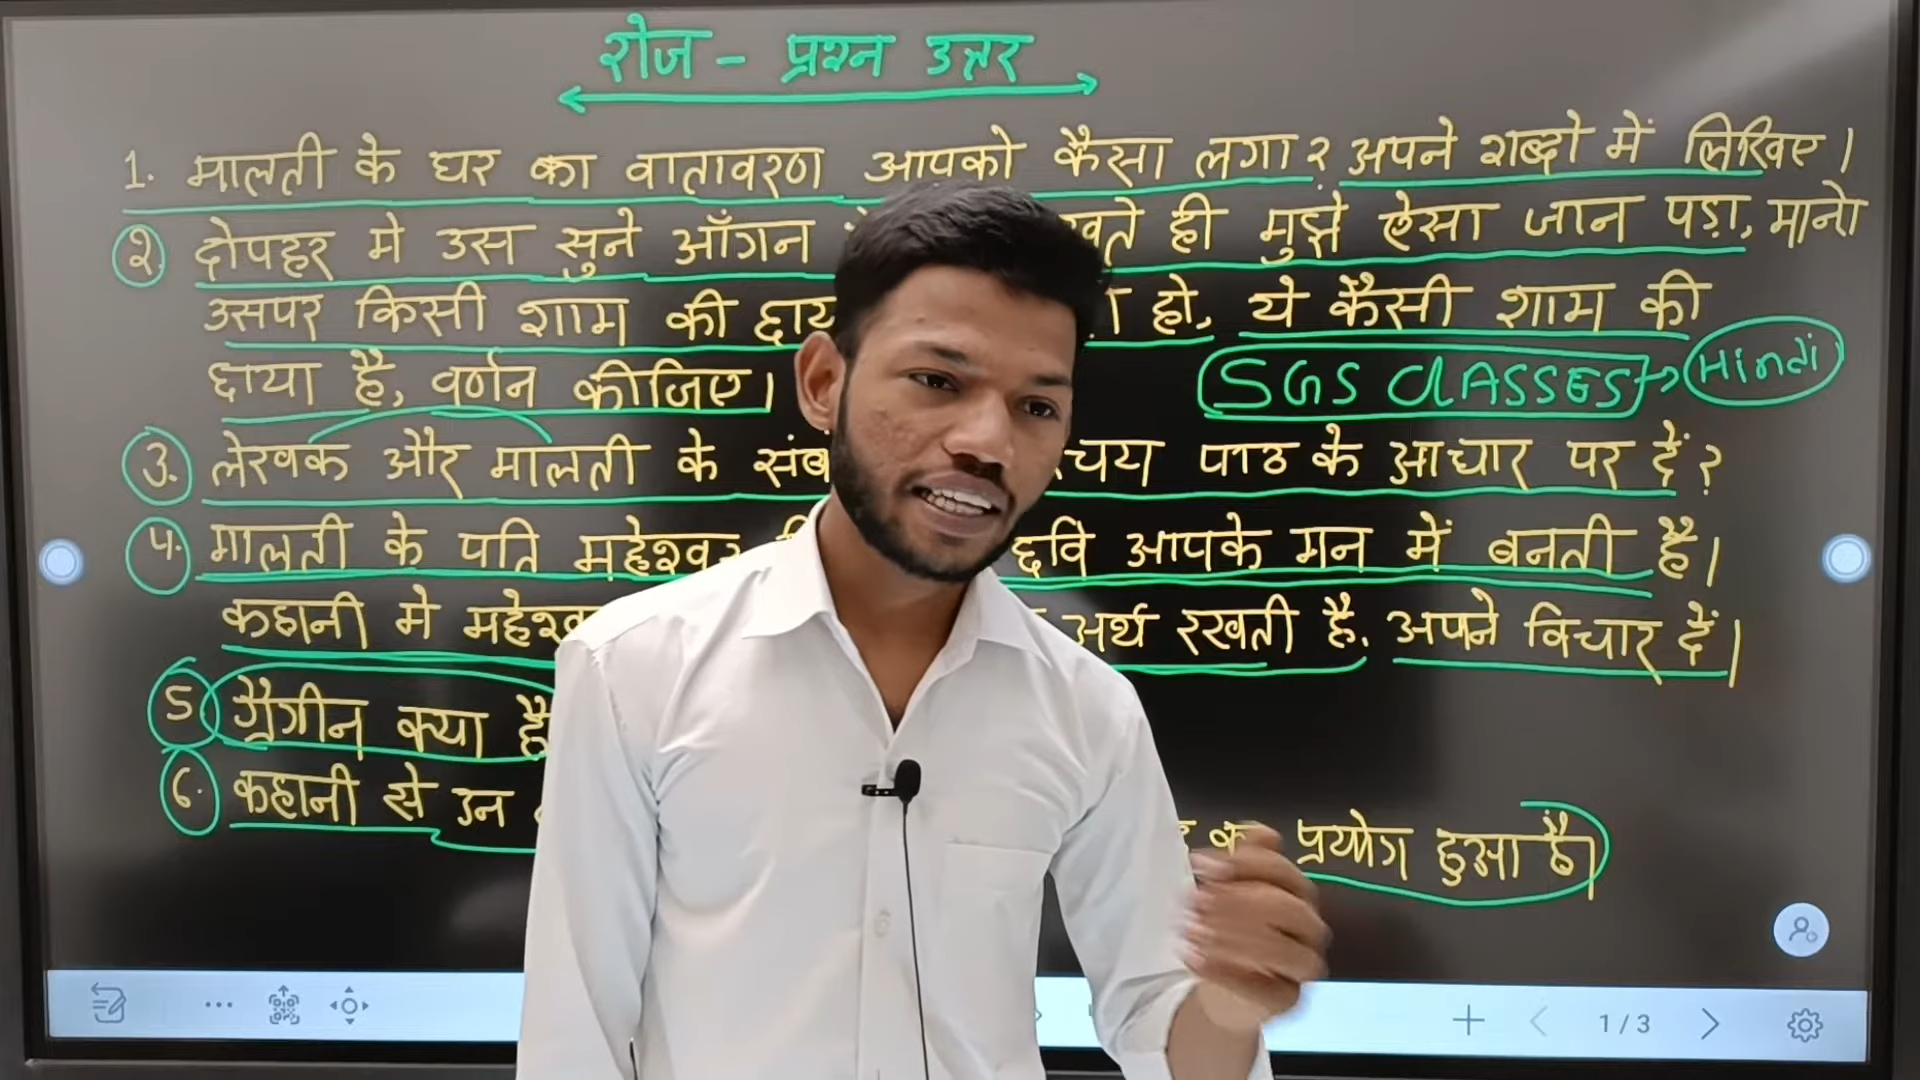 रोज - प्रश्न उत्तर
1. मालती के घर का वातावरण आपको कैसा लगा? अपने शब्दो में लिखिए।
2. दोपहर मे उस सुने आँगन ही मुझे ऐसा जान पड़ा, मानो
उसपर किसी शाम की हो, ये कैसी शाम की
छाया है, वर्णन कीजिए।
SGS CLASSES → Hindi
3. लेखक और मालती के पाठ के आधार पर दें?
4. मालती के पति महेश्वर छवि आपके मन में बनती है।
कहानी मे अर्थ रखती है, अपने विचार दें।
5 गैंग्रीन क्या है
6. कहानी से उन प्रयोग हुआ है।
1/3